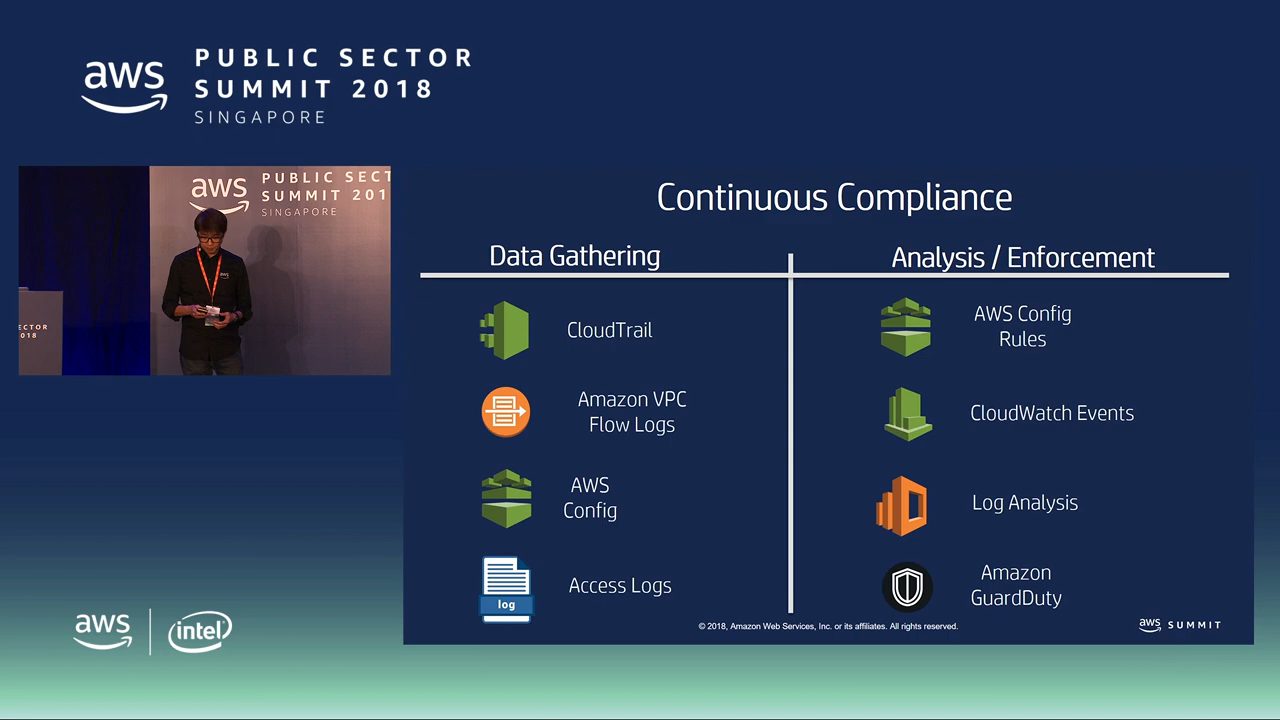 aws
PUBLIC SECTOR
SUMMIT 2018
SINGAPORE
aws
PUBLIC SECT
SUMMIT 201
SINGAPORE
aws
ECTOR
018
Continuous Compliance
Data Gathering
Analysis / Enforcement
CloudTrail
Amazon VPC
Flow Logs
AWS
Config
log
Access Logs
AWS Config
Rules
CloudWatch Events
Log Analysis
Amazon
GuardDuty
© 2018, Amazon Web Services, Inc. or its affiliates. All rights reserved.
aws SUMMIT
aws
intel